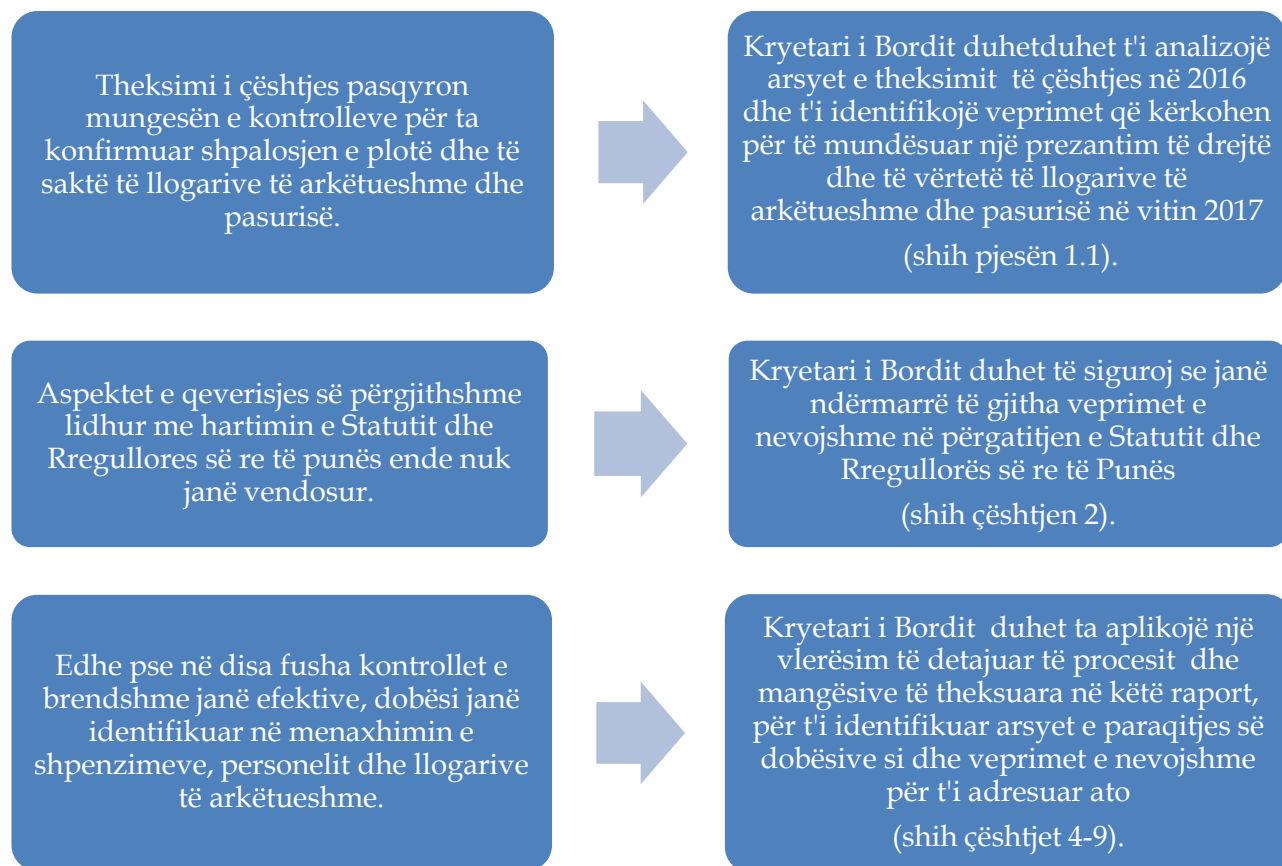 Theksimi i çështjes pasqyron
mungesën e kontrolleve për ta
konfirmuar shpalosjen e plotë dhe të
saktë të llogarive të arkëtueshme dhe
pasurisë.
Kryetari i Bordit duhetduhet t'i analizojë
arsyet e theksimit të çështjes në 2016
dhe t'i identifikojë veprimet që kërkohen
për të mundësuar një prezantim të drejtë
dhe të vërtetë të llogarive të
arkëtueshme dhe pasurisë në vitin 2017
(shih pjesën 1.1).
Aspektet e qeverisjes së përgjithshme
lidhur me hartimin e Statutit dhe
Rregullores së re të punës ende nuk
janë vendosur.
Kryetari i Bordit duhet të siguroj se janë
ndërmarrë të gjitha veprimet e
nevojshme në përgatitjen e Statutit dhe
Rregullorës së re të Punës
(shih çështjen 2).
Edhe pse në disa fusha kontrollet e
brendshme janë efektive, dobësi janë
identifikuar në menaxhimin e
shpenzimeve, personelit dhe llogarive
të arkëtueshme.
Kryetari i Bordit duhet ta aplikojë një
vlerësim të detajuar të procesit dhe
mangësive të theksuara në këtë raport,
për t'i identifikuar arsyet e paraqitjes së
dobësive si dhe veprimet e nevojshme
për t'i adresuar ato
(shih çështjet 4-9).